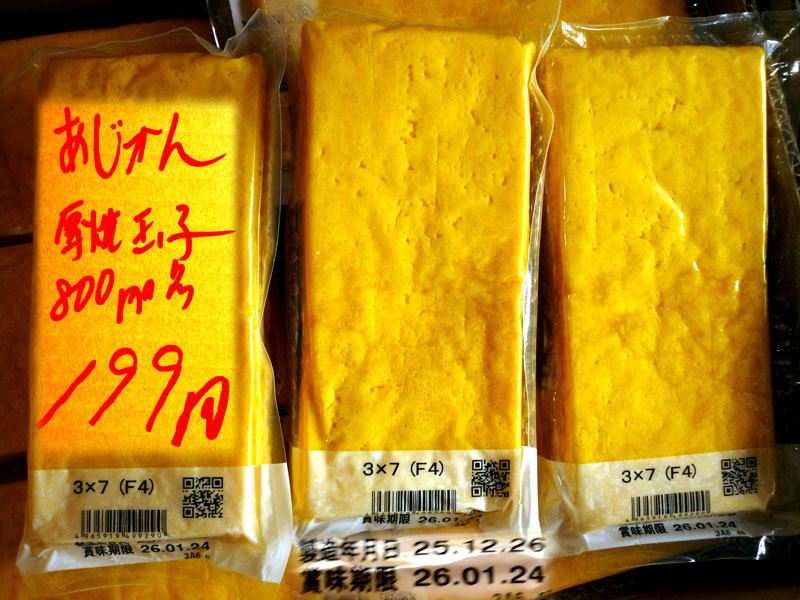 あじかん
厚焼玉子
199円
3×7 (F4)
4965919499290
賞味期限 26.01.24
3×7 (F4)
賞味期限 26.01.24
製造年月日 25.12.26
賞味期限 26.01.24
3×7 (F4)
賞味期限 26.01.24